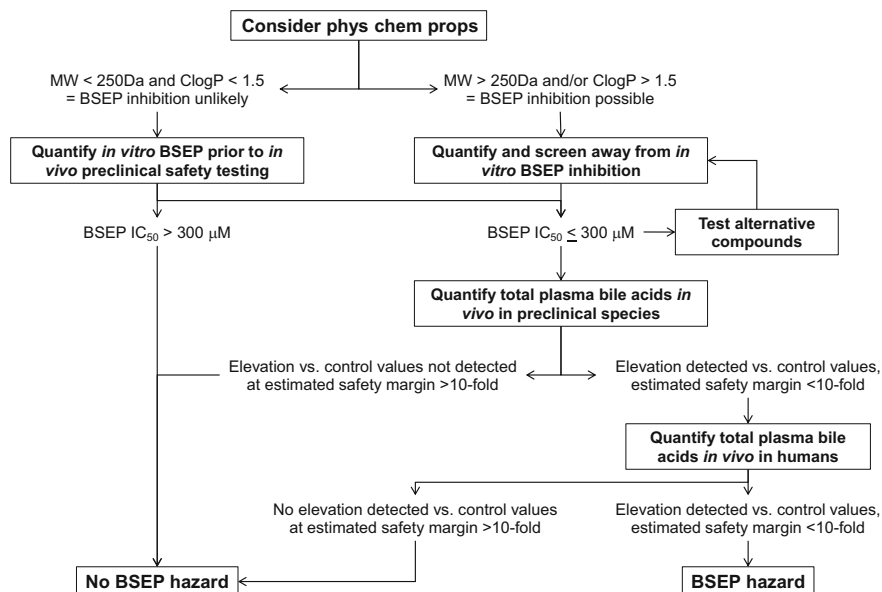 Consider phys chem props
MW < 250Da and ClogP < 1.5
= BSEP inhibition unlikely
MW > 250Da and/or ClogP > 1.5
= BSEP inhibition possible
Quantify in vitro BSEP prior to in
vivo preclinical safety testing
Quantify and screen away from in
vitro BSEP inhibition
BSEP IC50 > 300 μM
BSEP IC50 ≤ 300 μM
Test alternative
compounds
Quantify total plasma bile acids in
vivo in preclinical species
Elevation vs. control values not detected
at estimated safety margin >10-fold
Elevation detected vs. control values,
estimated safety margin <10-fold
Quantify total plasma bile
acids in vivo in humans
No elevation detected vs. control values
at estimated safety margin >10-fold
Elevation detected vs. control values,
estimated safety margin <10-fold
No BSEP hazard
BSEP hazard